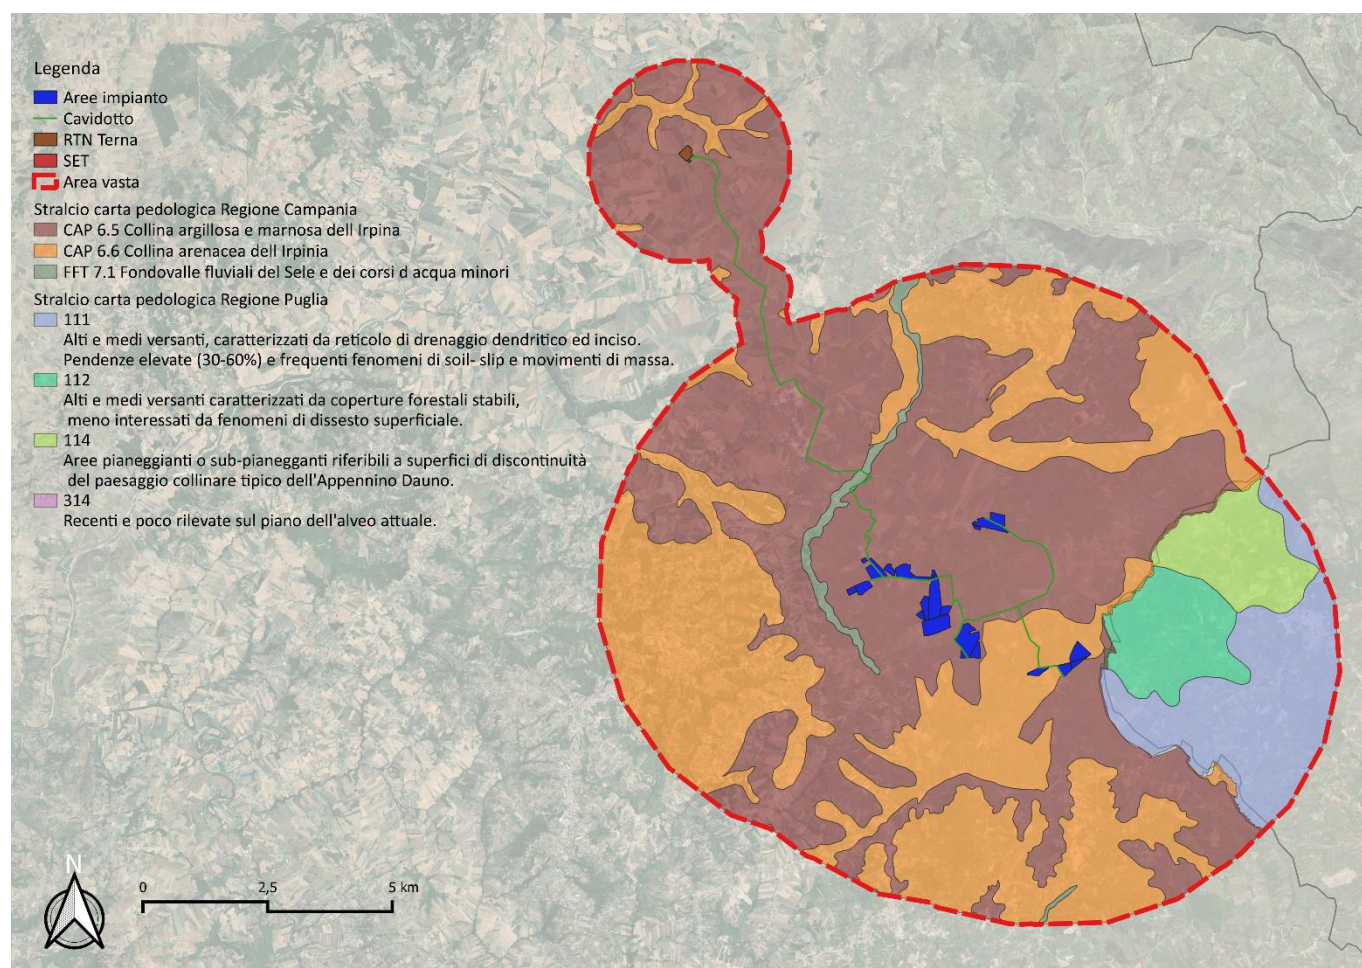 Legenda
Aree impianto
Cavidotto
RTN Terna
SET
Area vasta
Stralcio carta pedologica Regione Campania
CAP 6.5 Collina argillosa e marnosa dell Irpina
CAP 6.6 Collina arenacea dell Irpinia
FFT 7.1 Fondovalle fluviali del Sele e dei corsi d acqua minori
Stralcio carta pedologica Regione Puglia
111
Alti e medi versanti, caratterizzati da reticolo di drenaggio dendritico ed inciso.
Pendenze elevate (30-60%) e frequenti fenomeni di soil- slip e movimenti di massa.
112
Alti e medi versanti caratterizzati da coperture forestali stabili,
meno interessati da fenomeni di dissesto superficiale.
114
Aree pianeggianti o sub-pianegganti riferibili a superfici di discontinuità
del paesaggio collinare tipico dell'Appennino Dauno.
314
Recenti e poco rilevate sul piano dell'alveo attuale.
N
0 2,5 5 km